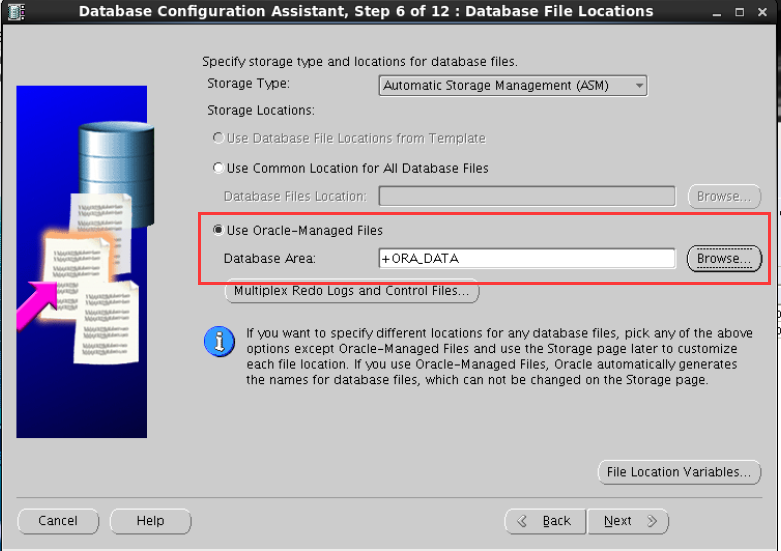 Database Configuration Assistant, Step 6 of 12 : Database File Locations
Specify storage type and locations for database files.
Storage Type: Automatic Storage Management (ASM)
Storage Locations:
Use Database File Locations from Template
Use Common Location for All Database Files
Database Files Location: Browse...
Use Oracle-Managed Files
Database Area: +ORA_DATA Browse...
Multiplex Redo Logs and Control Files...
If you want to specify different locations for any database files, pick any of the above
options except Oracle-Managed Files and use the Storage page later to customize
each file location. If you use Oracle-Managed Files, Oracle automatically generates
the names for database files, which can not be changed on the Storage page.
File Location Variables...
Cancel Help Back Next